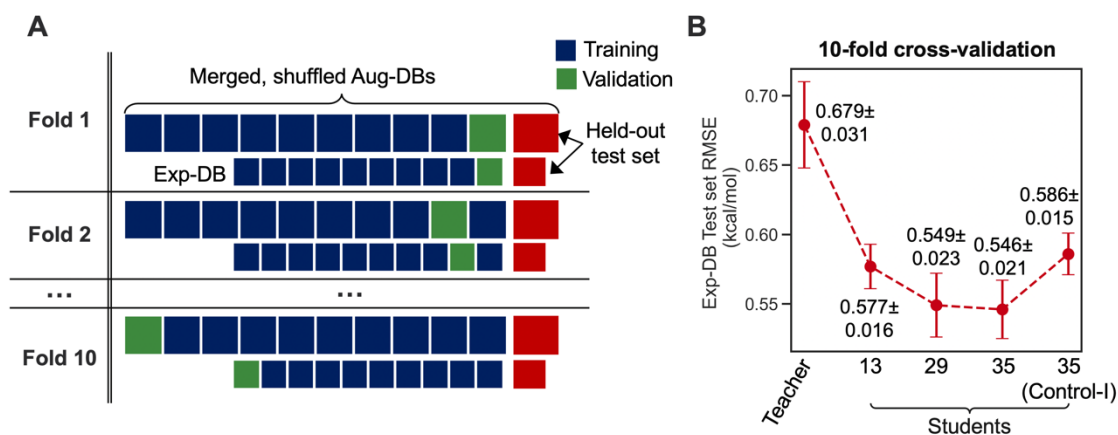 A
Training
Validation
Merged, shuffled Aug-DBs
Fold 1
Held-out
test set
Exp-DB
Fold 2
...
...
Fold 10
B
10-fold cross-validation
Exp-DB Test set RMSE
(kcal/mol)
0.70
0.65
0.60
0.55
0.679±
0.031
0.577±
0.016
0.549±
0.023
0.546±
0.021
0.586±
0.015
Teacher
13
29
35
35
(Control-I)
Students